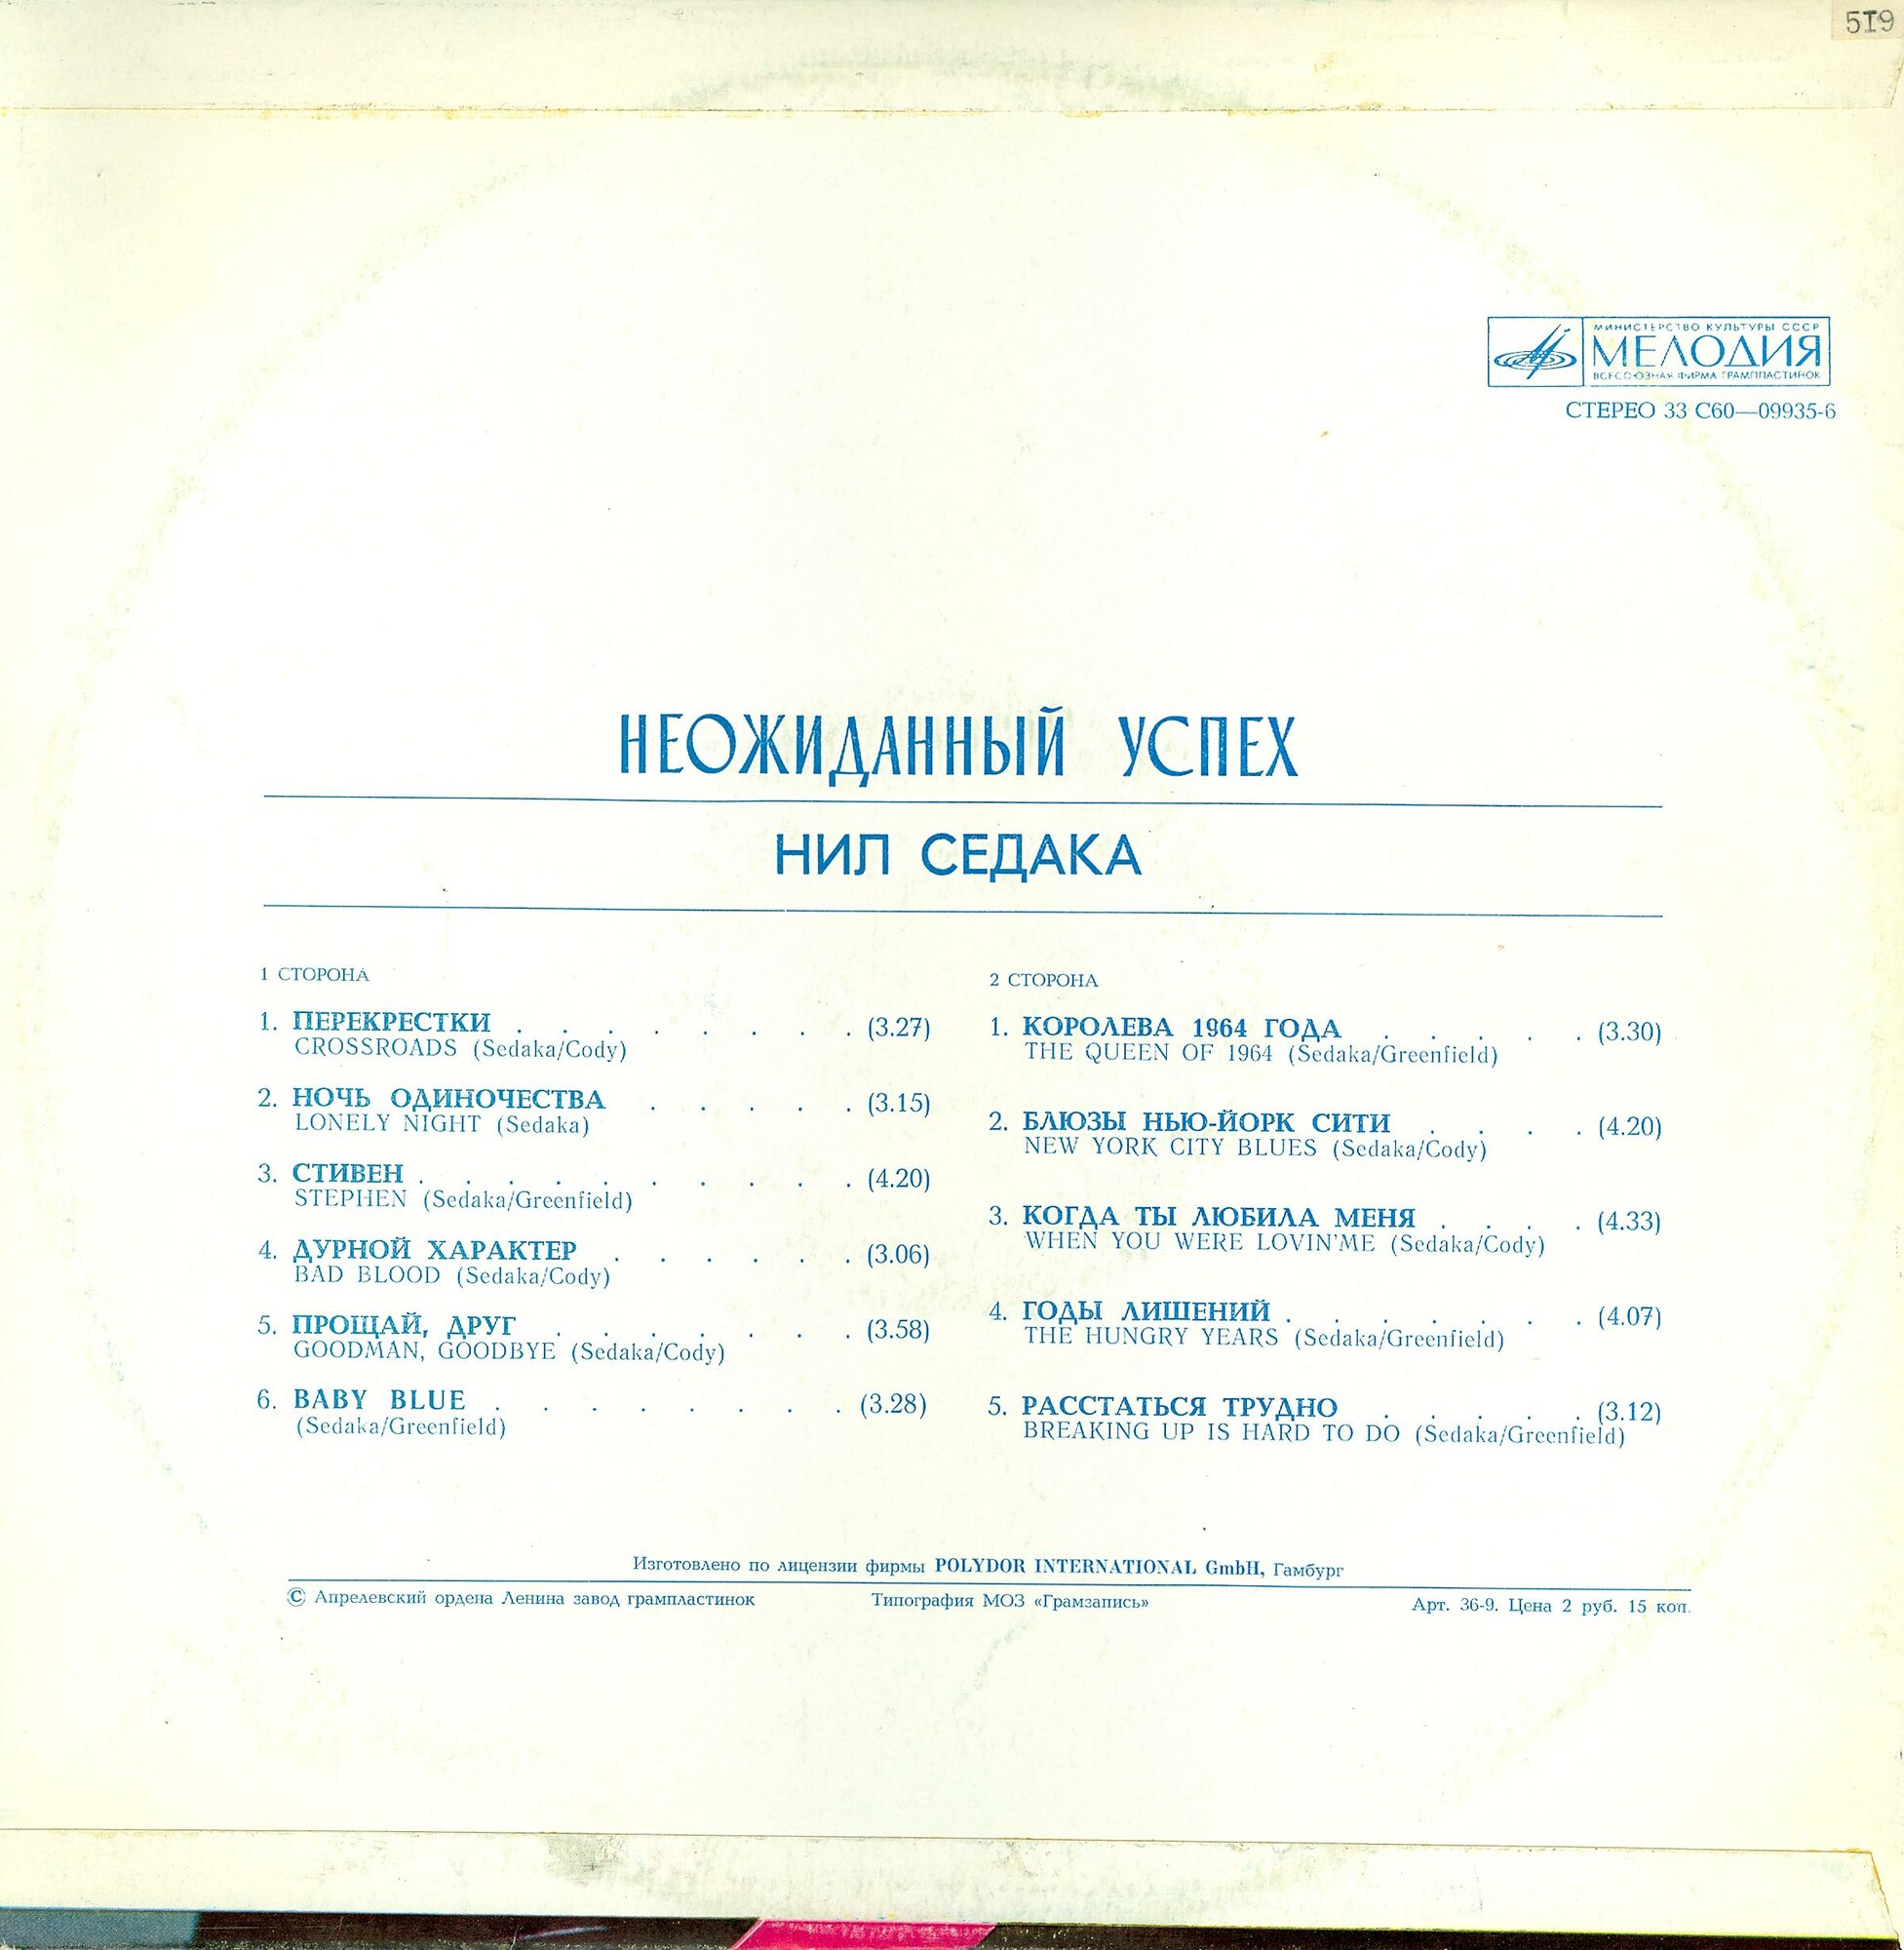 5I9
МИНИСТЕРСТВО КУЛЬТУРЫ СССР
МЕЛОДИЯ
ВСЕСОЮЗНАЯ ФИРМА ГРАМПЛАСТИНОК
СТЕРЕО 33 С60—09935-6
НЕОЖИДАННЫЙ УСПЕХ
НИЛ СЕДАКА
1 СТОРОНА
1. ПЕРЕКРЕСТКИ . . . . . . . . (3.27)
CROSSROADS (Sedaka/Cody)
2. НОЧЬ ОДИНОЧЕСТВА . . . . . (3.15)
LONELY NIGHT (Sedaka)
3. СТИВЕН . . . . . . . . . . (4.20)
STEPHEN (Sedaka/Greenfield)
4. ДУРНОЙ ХАРАКТЕР . . . . . . (3.06)
BAD BLOOD (Sedaka/Cody)
5. ПРОЩАЙ, ДРУГ . . . . . . . (3.58)
GOODMAN, GOODBYE (Sedaka/Cody)
6. BABY BLUE . . . . . . . . (3.28)
(Sedaka/Greenfield)
2 СТОРОНА
1. КОРОЛЕВА 1964 ГОДА . . . . . (3.30)
THE QUEEN OF 1964 (Sedaka/Greenfield)
2. БЛЮЗЫ НЬЮ-ЙОРК СИТИ . . . . (4.20)
NEW YORK CITY BLUES (Sedaka/Cody)
3. КОГДА ТЫ ЛЮБИЛА МЕНЯ . . . . (4.33)
WHEN YOU WERE LOVIN'ME (Sedaka/Cody)
4. ГОДЫ ЛИШЕНИЙ . . . . . . . (4.07)
THE HUNGRY YEARS (Sedaka/Greenfield)
5. РАССТАТЬСЯ ТРУДНО . . . . . (3.12)
BREAKING UP IS HARD TO DO (Sedaka/Greenfield)
Изготовлено по лицензии фирмы POLYDOR INTERNATIONAL GmbH, Гамбург
© Апрелевский ордена Ленина завод грампластинок Типография МОЗ «Грамзапись» Арт. 36-9. Цена 2 руб. 15 коп.